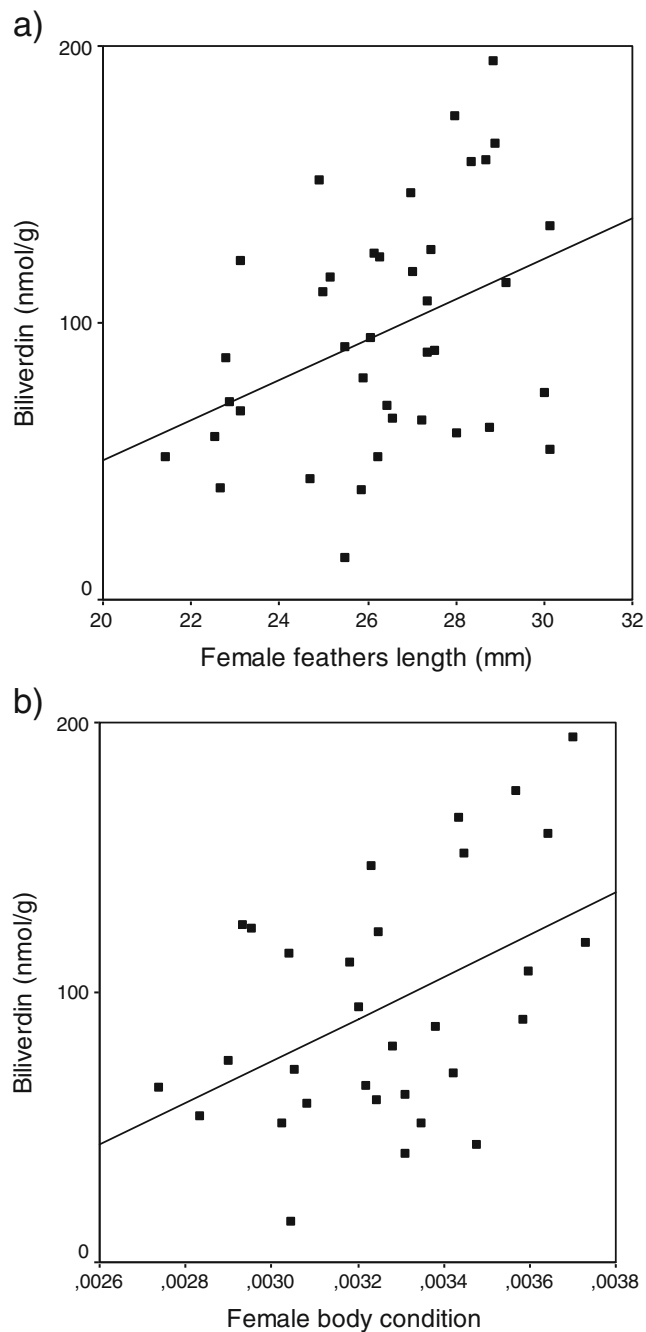 a)
200
Biliverdin (nmol/g)
100
0
20 22 24 26 28 30 32
Female feathers length (mm)
b)
200
Biliverdin (nmol/g)
100
0
,0026 ,0028 ,0030 ,0032 ,0034 ,0036 ,0038
Female body condition